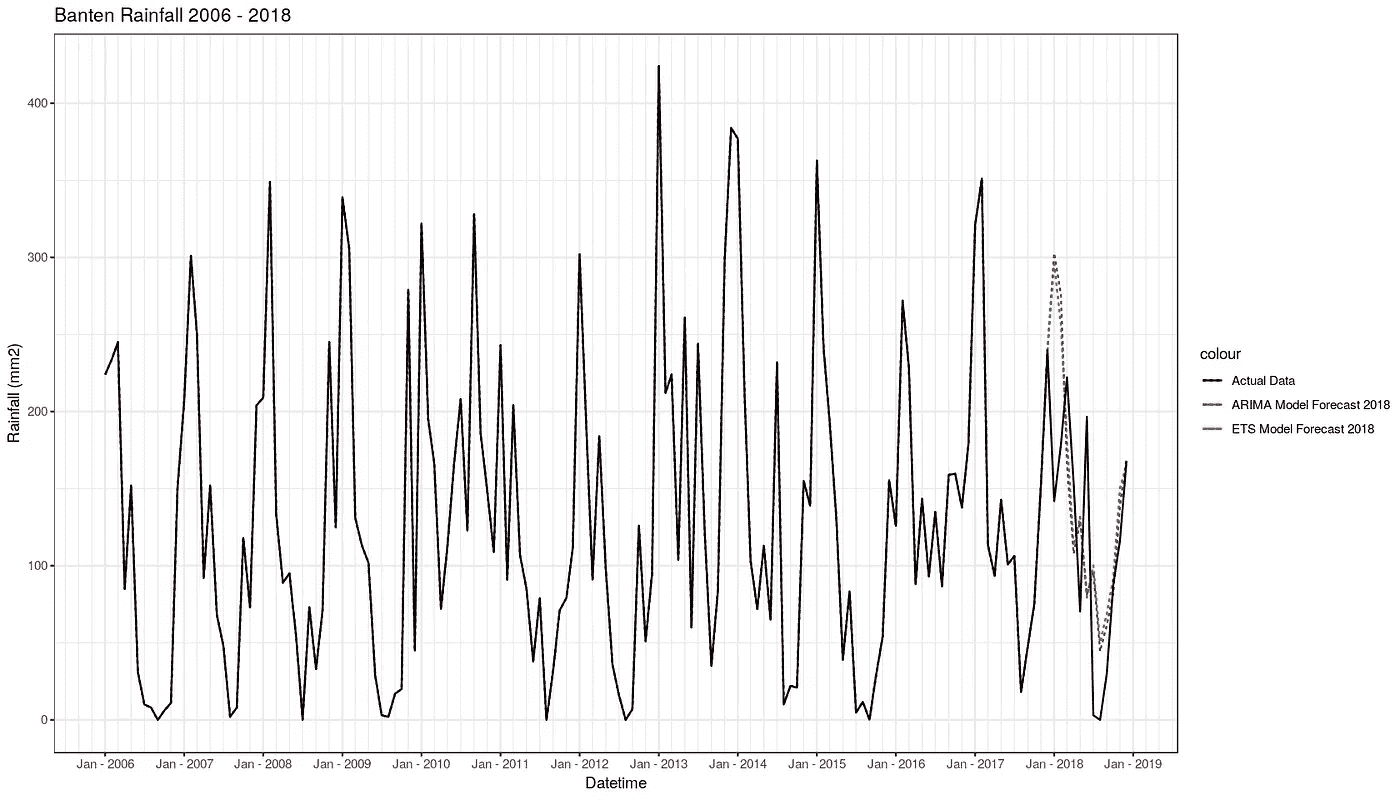 Banten Rainfall 2006 - 2018
Rainfall (mm2)
400
300
200
100
0
Jan - 2006 Jan - 2007 Jan - 2008 Jan - 2009 Jan - 2010 Jan - 2011 Jan - 2012 Jan - 2013 Jan - 2014 Jan - 2015 Jan - 2016 Jan - 2017 Jan - 2018 Jan - 2019
Datetime
colour
Actual Data
ARIMA Model Forecast 2018
ETS Model Forecast 2018